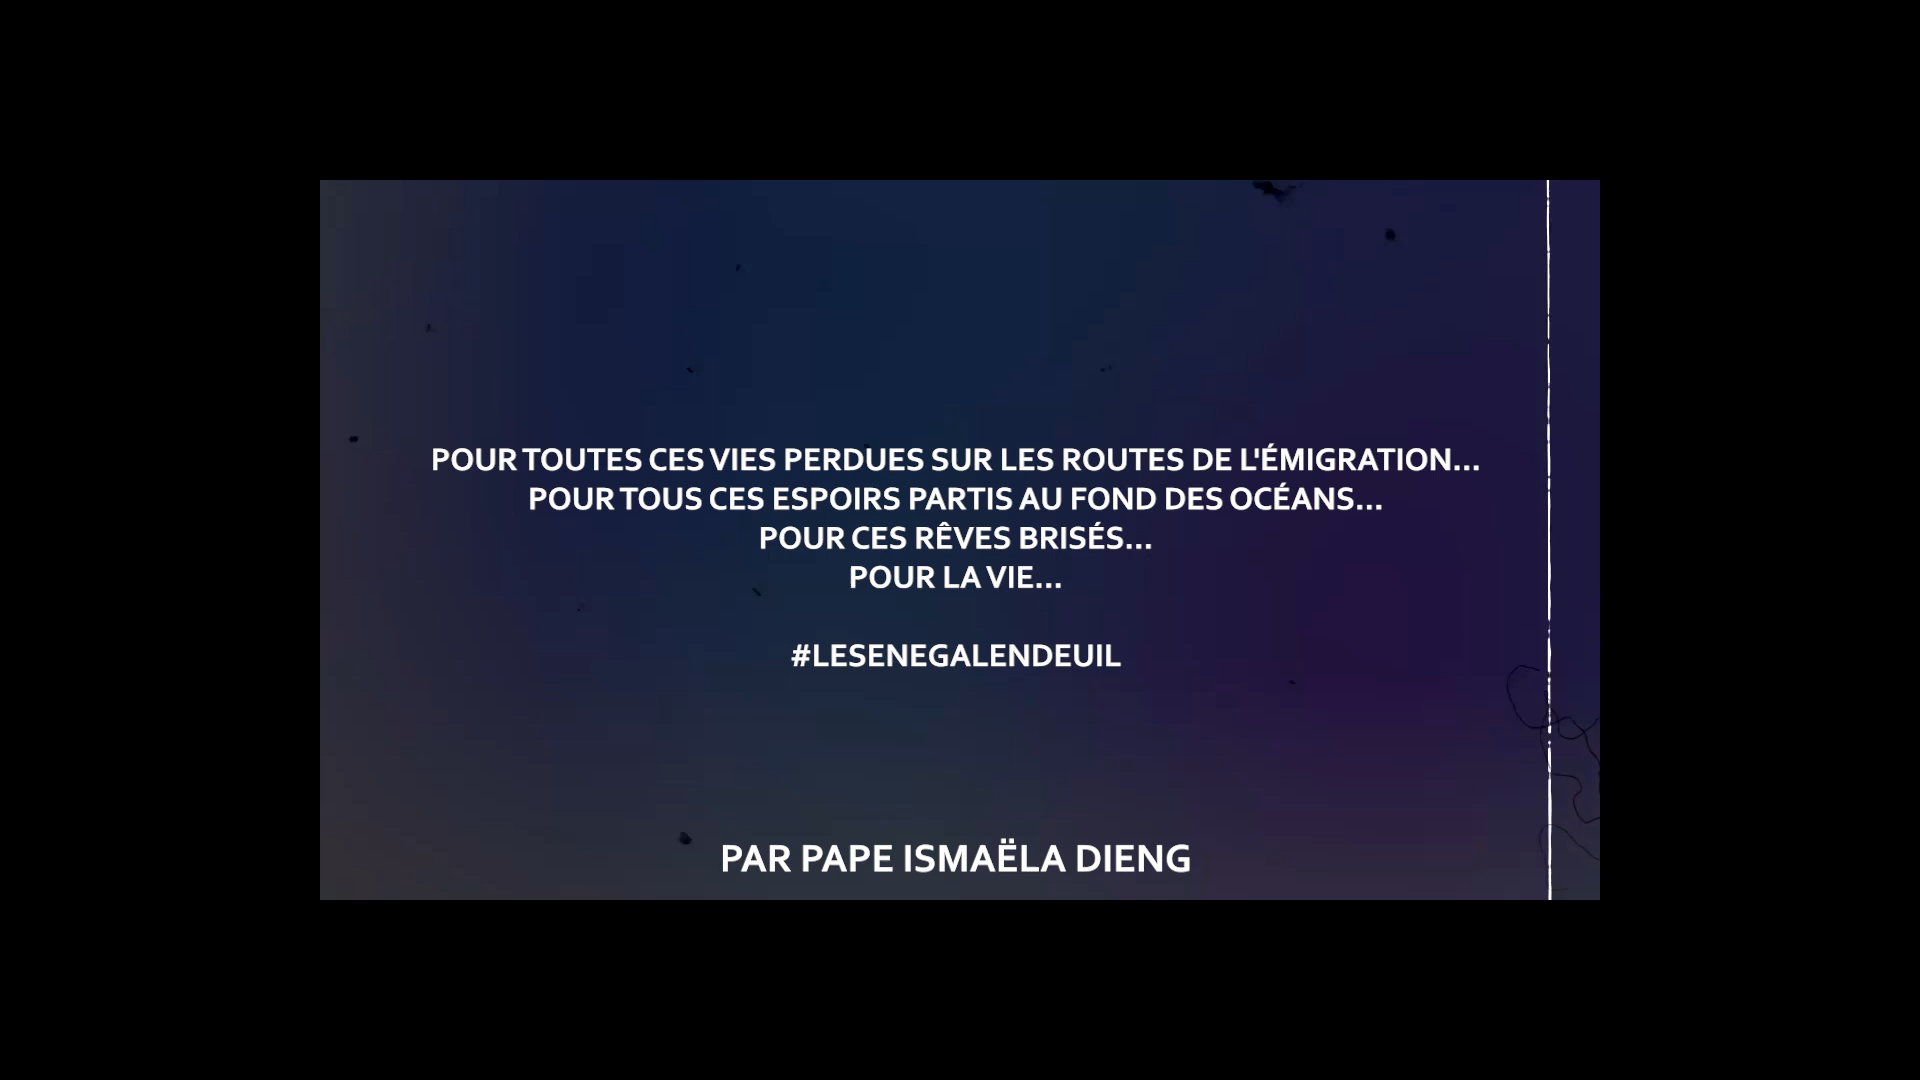 POUR TOUTES CES VIES PERDUES SUR LES ROUTES DE L'ÉMIGRATION...
POUR TOUS CES ESPOIRS PARTIS AU FOND DES OCÉANS...
POUR CES RÊVES BRISÉS...
POUR LA VIE...
#LESENEGALENDEUIL
PAR PAPE ISMAËLA DIENG